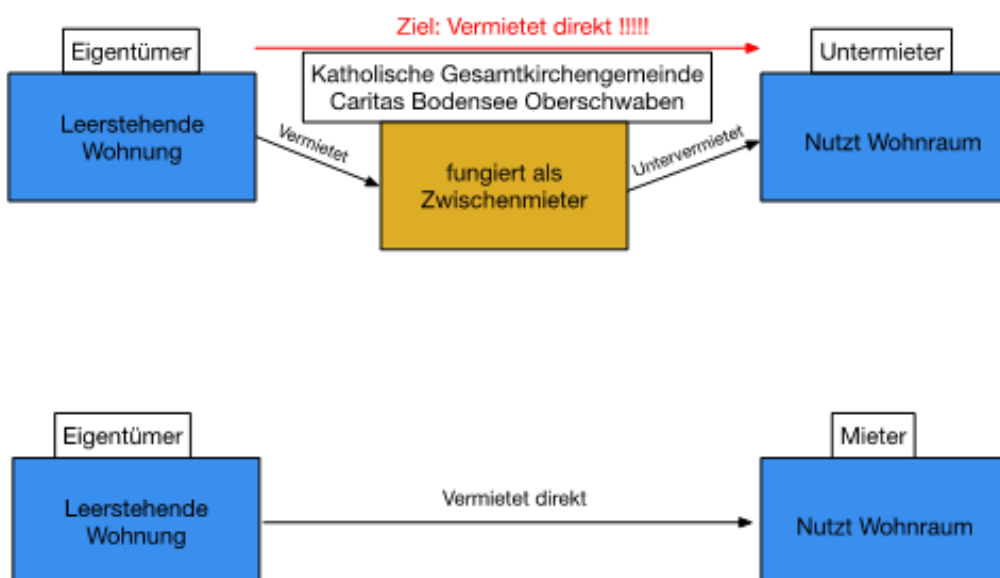 Ziel: Vermietet direkt !!!!!
Eigentümer
Untermieter
Katholische Gesamtkirchengemeinde
Caritas Bodensee Oberschwaben
Leerstehende
Wohnung
Vermietet
fungiert als
Zwischenmieter
Untervermietet
Nutzt Wohnraum
Eigentümer
Mieter
Leerstehende
Wohnung
Vermietet direkt
Nutzt Wohnraum